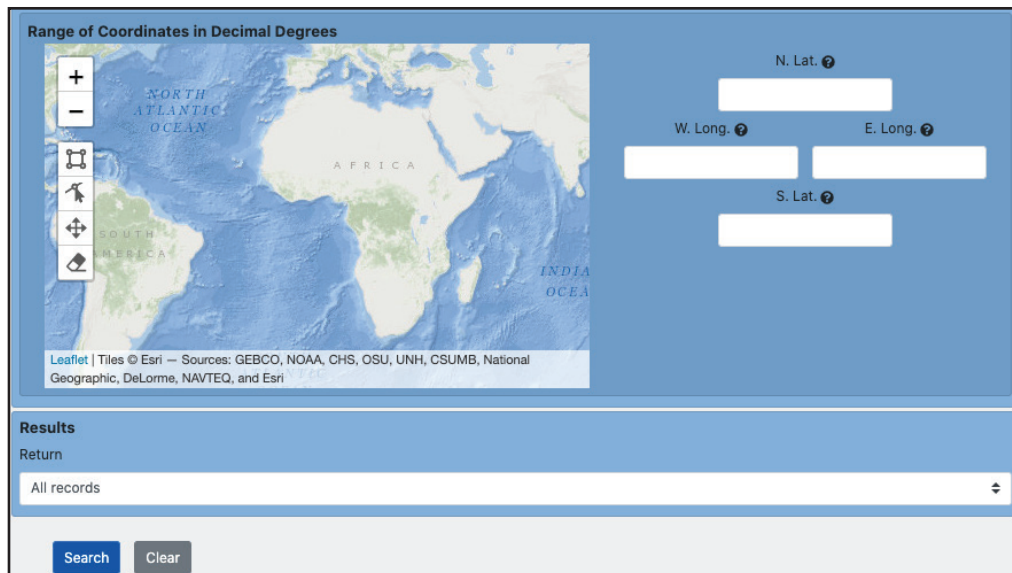 Range of Coordinates in Decimal Degrees
+
−
NORTH
ATLANTIC
OCEAN
AFRICA
SOUTH
AMERICA
INDIA
OCEA
Leaflet | Tiles © Esri — Sources: GEBCO, NOAA, CHS, OSU, UNH, CSUMB, National
Geographic, DeLorme, NAVTEQ, and Esri
N. Lat. ?
W. Long. ? E. Long. ?
S. Lat. ?
Results
Return
All records
Search Clear